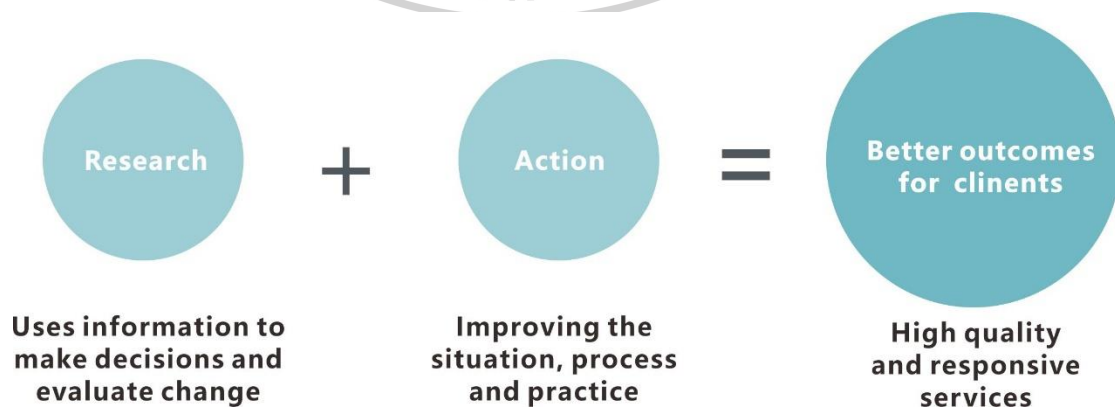 Research
+
Action
=
Better outcomes
for clinents
Uses information to
make decisions and
evaluate change
Improving the
situation, process
and practice
High quality
and responsive
services